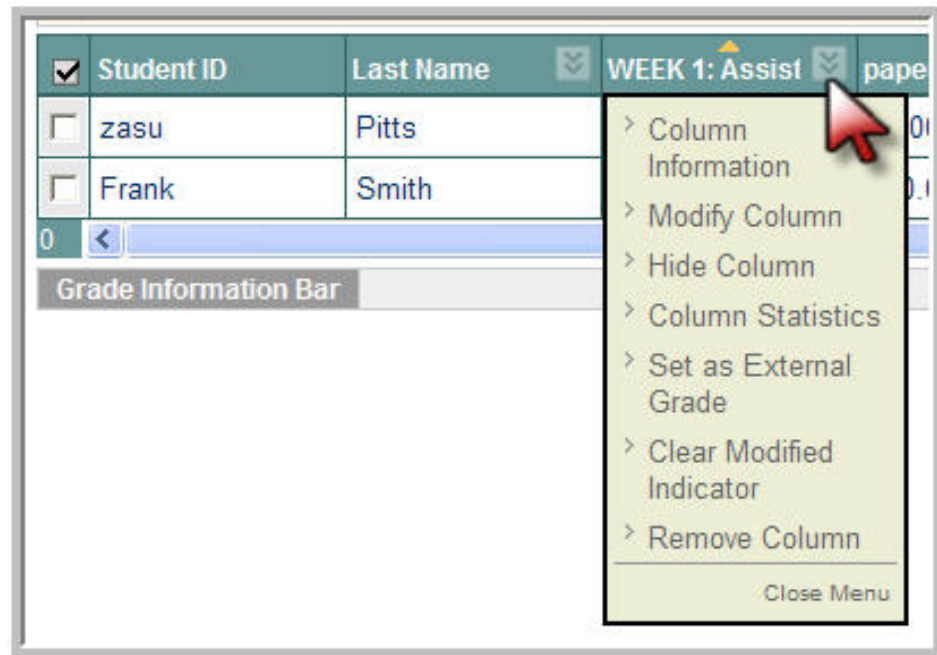 Student ID Last Name WEEK 1: Assist pape
zasu Pitts
Frank Smith
0
Grade Information Bar
> Column
Information
> Modify Column
> Hide Column
> Column Statistics
> Set as External
Grade
> Clear Modified
Indicator
> Remove Column
Close Menu